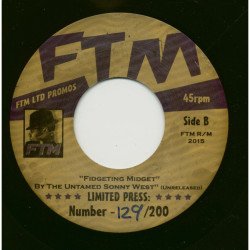 FTM
FTM LTD PROMOS
45rpm
Side B
FTM R/M
2015
FTM
"FIDGETING MIDGET"
BY THE UNTAMED SONNY WEST" (UNRELEASED)
LIMITED PRESS:
Number -129/200